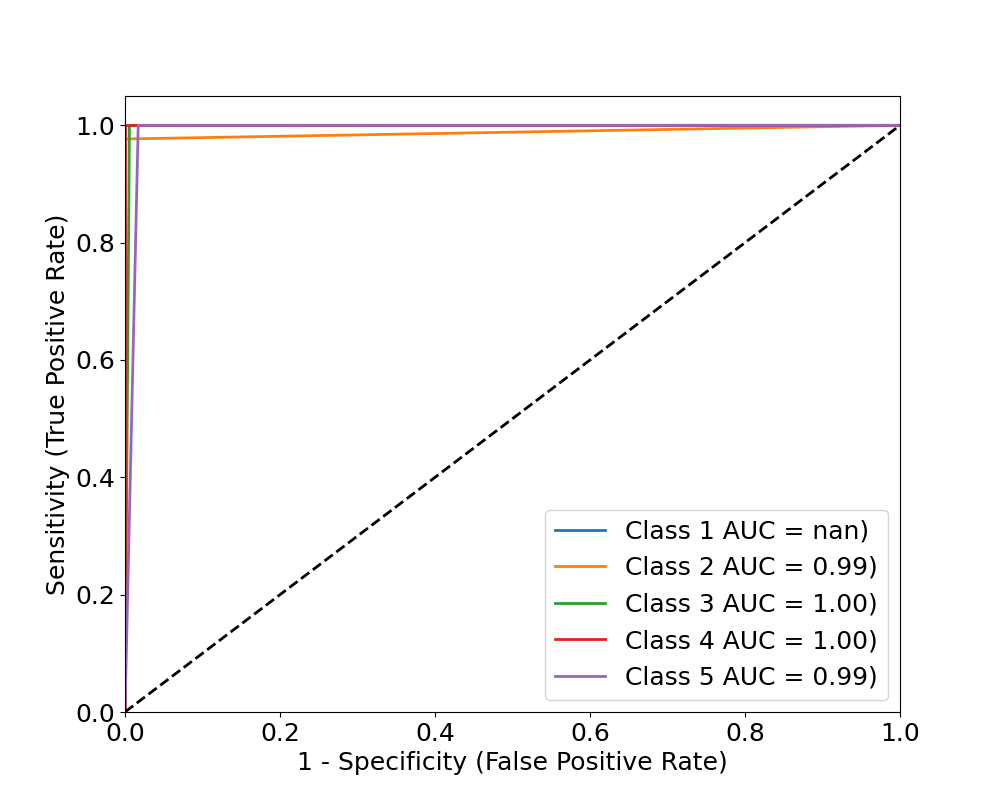 1.0
0.8
0.6
0.4
0.2
0.0
Sensitivity (True Positive Rate)
Class 1 AUC = nan)
Class 2 AUC = 0.99)
Class 3 AUC = 1.00)
Class 4 AUC = 1.00)
Class 5 AUC = 0.99)
0.0 0.2 0.4 0.6 0.8 1.0
1 - Specificity (False Positive Rate)